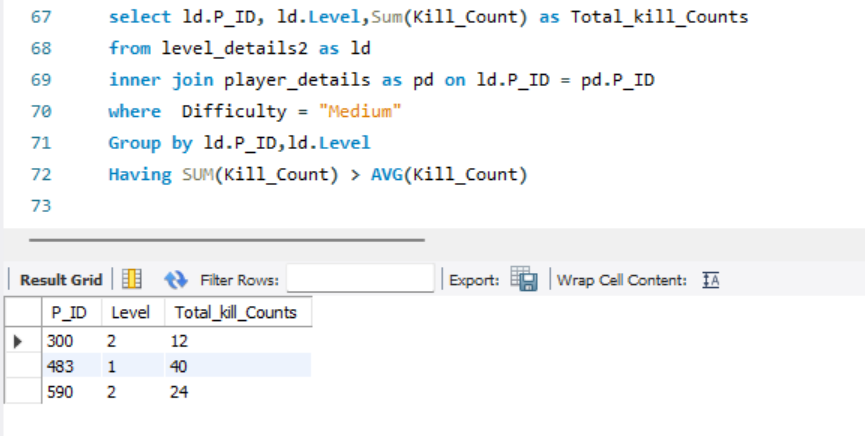 67 select ld.P_ID, ld.Level,Sum(Kill_Count) as Total_kill_Counts
68 from level_details2 as ld
69 inner join player_details as pd on ld.P_ID = pd.P_ID
70 where  Difficulty = "Medium"
71 Group by ld.P_ID,ld.Level
72 Having SUM(Kill_Count) > AVG(Kill_Count)
73
Result Grid Filter Rows: Export: Wrap Cell Content: IA
P_ID Level Total_kill_Counts
300 2 12
483 1 40
590 2 24